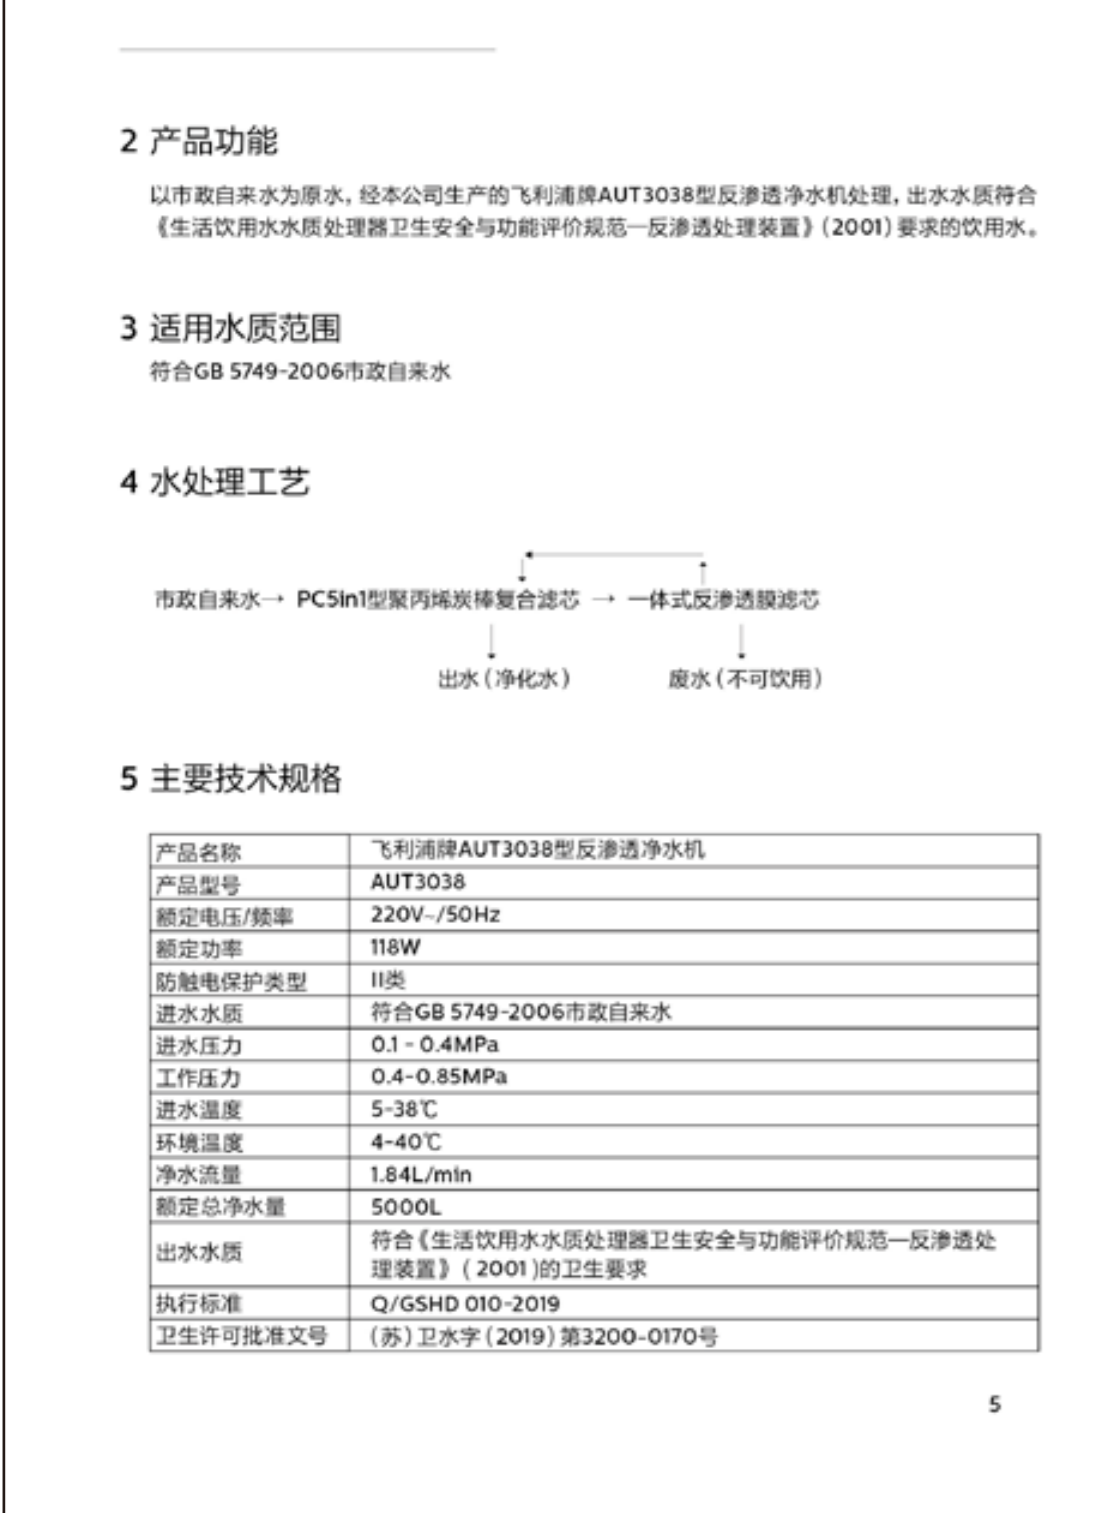 2 产品功能
以市政自来水为原水, 经本公司生产的飞利浦牌AUT3038型反渗透净水机处理, 出水水质符合
《生活饮用水水质处理器卫生安全与功能评价规范—反渗透处理装置》(2001)要求的饮用水。
3 适用水质范围
符合GB 5749-2006市政自来水
4 水处理工艺
市政自来水→ PC5in1型聚丙烯炭棒复合滤芯 → 一体式反渗透膜滤芯
出水(净化水) 废水(不可饮用)
5 主要技术规格
产品名称 飞利浦牌AUT3038型反渗透净水机
产品型号 AUT3038
额定电压/频率 220V~/50Hz
额定功率 118W
防触电保护类型 II类
进水水质 符合GB 5749-2006市政自来水
进水压力 0.1 - 0.4MPa
工作压力 0.4-0.85MPa
进水温度 5-38℃
环境温度 4-40℃
净水流量 1.84L/min
额定总净水量 5000L
出水水质 符合《生活饮用水水质处理器卫生安全与功能评价规范—反渗透处
理装置》( 2001 )的卫生要求
执行标准 Q/GSHD 010-2019
卫生许可批准文号 (苏)卫水字(2019)第3200-0170号
5